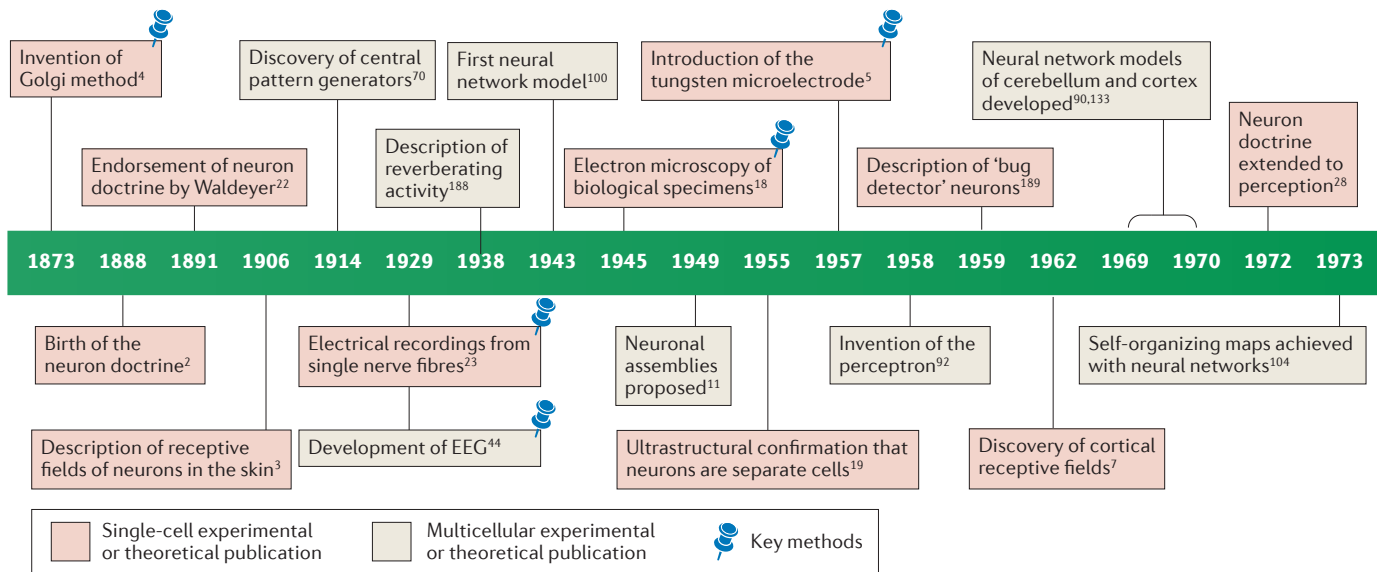 Invention of
Golgi method4
Discovery of central
pattern generators70
First neural
network model100
Introduction of the
tungsten microelectrode5
Neural network models
of cerebellum and cortex
developed90,133
Endorsement of neuron
doctrine by Waldeyer22
Description of
reverberating
activity188
Electron microscopy of
biological specimens18
Description of ‘bug
detector’ neurons189
Neuron
doctrine
extended to
perception28
1873 1888 1891 1906 1914 1929 1938 1943 1945 1949 1955 1957 1958 1959 1962 1969 1970 1972 1973
Birth of the
neuron doctrine2
Electrical recordings from
single nerve fibres23
Neuronal
assemblies
proposed11
Invention of the
perceptron92
Self-organizing maps achieved
with neural networks104
Description of receptive
fields of neurons in the skin3
Development of EEG44
Ultrastructural confirmation that
neurons are separate cells19
Discovery of cortical
receptive fields7
Single-cell experimental
or theoretical publication
Multicellular experimental
or theoretical publication
Key methods